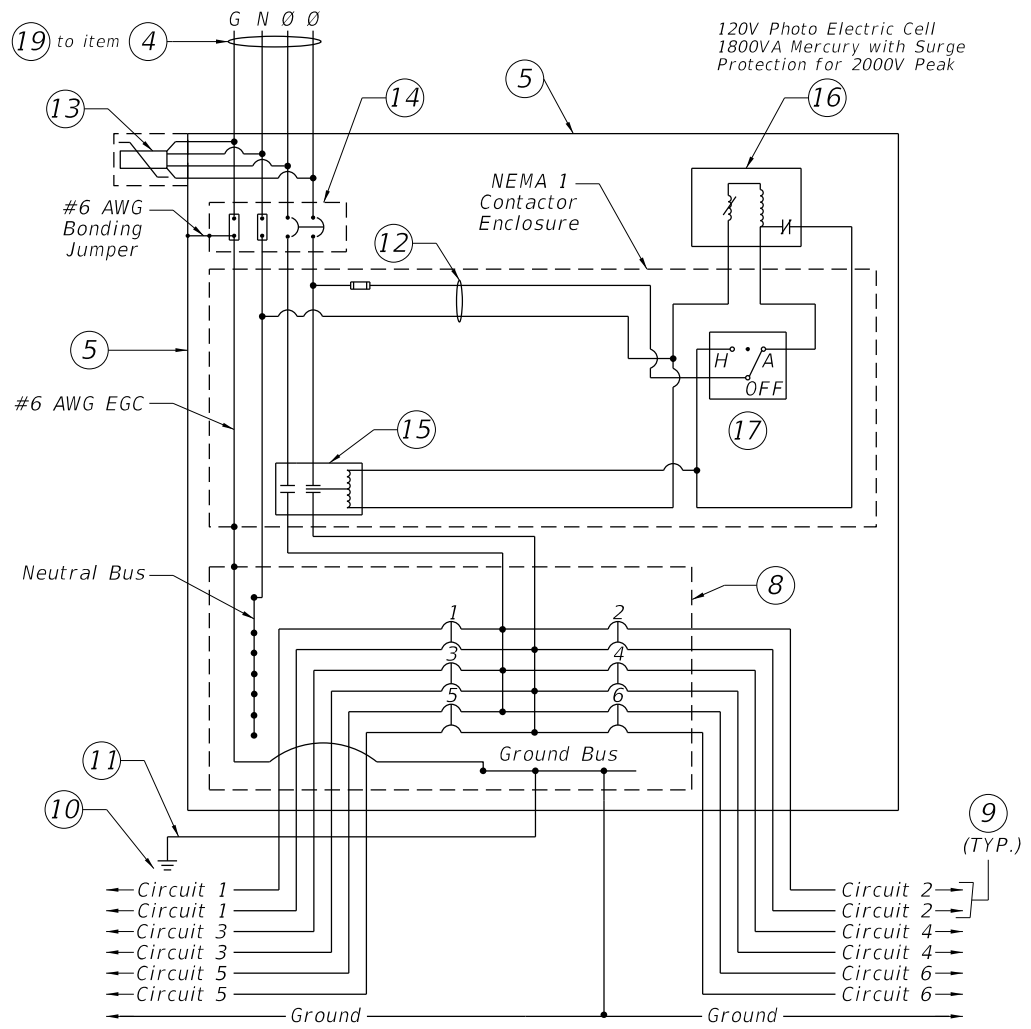 G N Ø Ø
19 to item 4
120V Photo Electric Cell
1800VA Mercury with Surge
Protection for 2000V Peak
5
13
14
16
NEMA 1
Contactor
Enclosure
#6 AWG
Bonding
Jumper
12
5
H A
OFF
#6 AWG EGC
15
17
Neutral Bus
8
1 2
3 4
5 6
Ground Bus
11
10
9
(TYP.)
Circuit 1 Circuit 2
Circuit 1 Circuit 2
Circuit 3 Circuit 4
Circuit 3 Circuit 4
Circuit 5 Circuit 6
Circuit 5 Circuit 6
Ground Ground